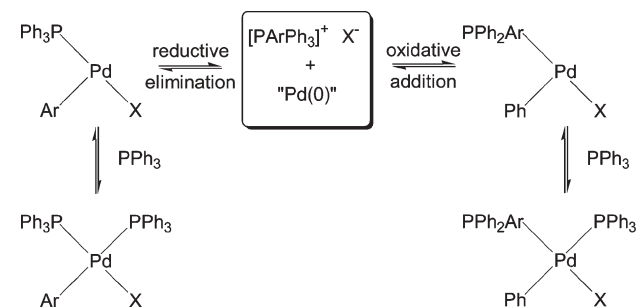 Ph₃P
Pd
Ar
X
reductive
elimination
[PArPh₃]⁺ X⁻
+
"Pd(0)"
oxidative
addition
PPh₂Ar
Pd
Ph
X
PPh₃
PPh₃
Ph₃P
PPh₃
Pd
Ar
X
PPh₂Ar
PPh₃
Pd
Ph
X